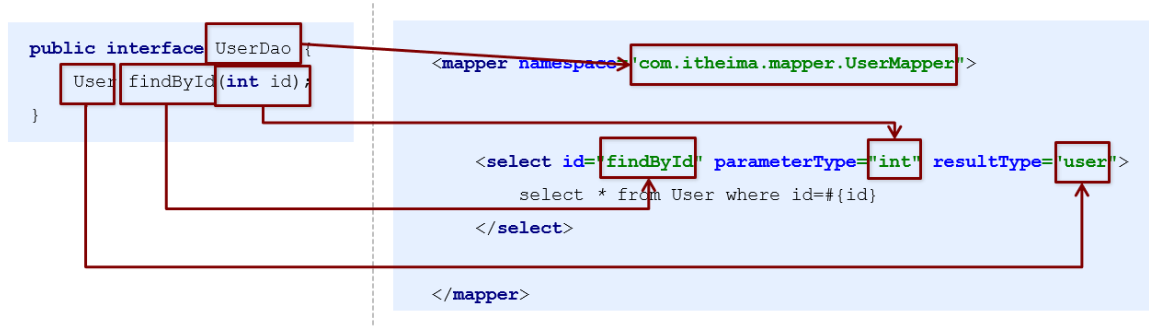 public interface UserDao {
User findById(int id);
}
<mapper namespace="com.itheima.mapper.UserMapper">
<select id="findById" parameterType="int" resultType="user">
select * from User where id=#{id}
</select>
</mapper>